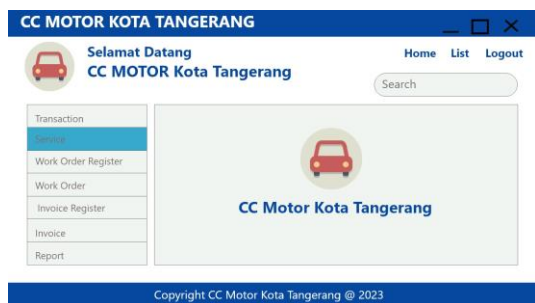 CC MOTOR KOTA TANGERANG
Selamat Datang
CC MOTOR Kota Tangerang
Home List Logout
Search
Transaction
Service
Work Order Register
Work Order
Invoice Register
Invoice
Report
CC Motor Kota Tangerang
Copyright CC Motor Kota Tangerang @ 2023